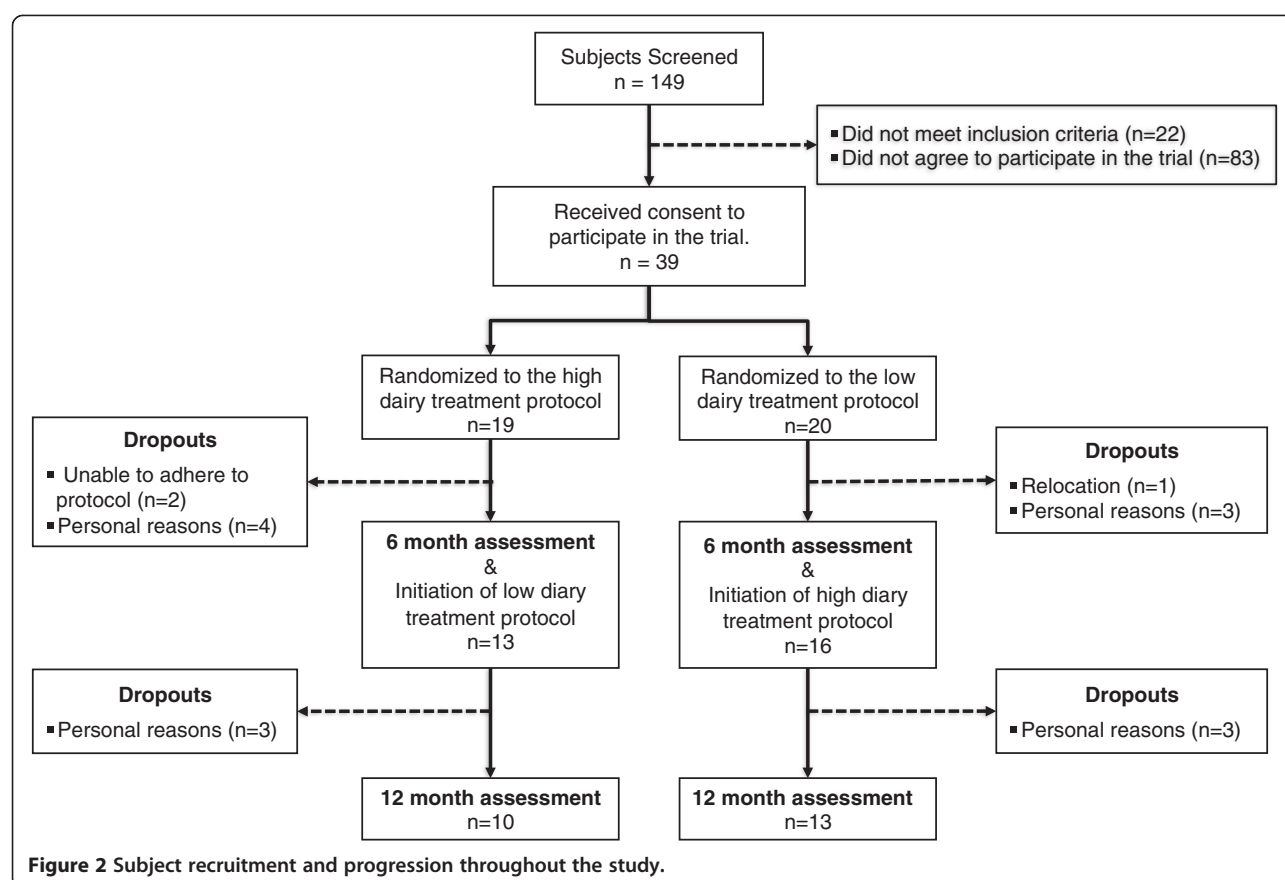 Subjects Screened
n = 149
▪Did not meet inclusion criteria (n=22)
▪Did not agree to participate in the trial (n=83)
Received consent to
participate in the trial.
n = 39
Randomized to the high
dairy treatment protocol
n=19
Randomized to the low
dairy treatment protocol
n=20
Dropouts
▪ Unable to adhere to
protocol (n=2)
▪Personal reasons (n=4)
Dropouts
▪Relocation (n=1)
▪Personal reasons (n=3)
6 month assessment
&
Initiation of low diary
treatment protocol
n=13
6 month assessment
&
Initiation of high diary
treatment protocol
n=16
Dropouts
▪Personal reasons (n=3)
Dropouts
▪Personal reasons (n=3)
12 month assessment
n=10
12 month assessment
n=13
Figure 2 Subject recruitment and progression throughout the study.